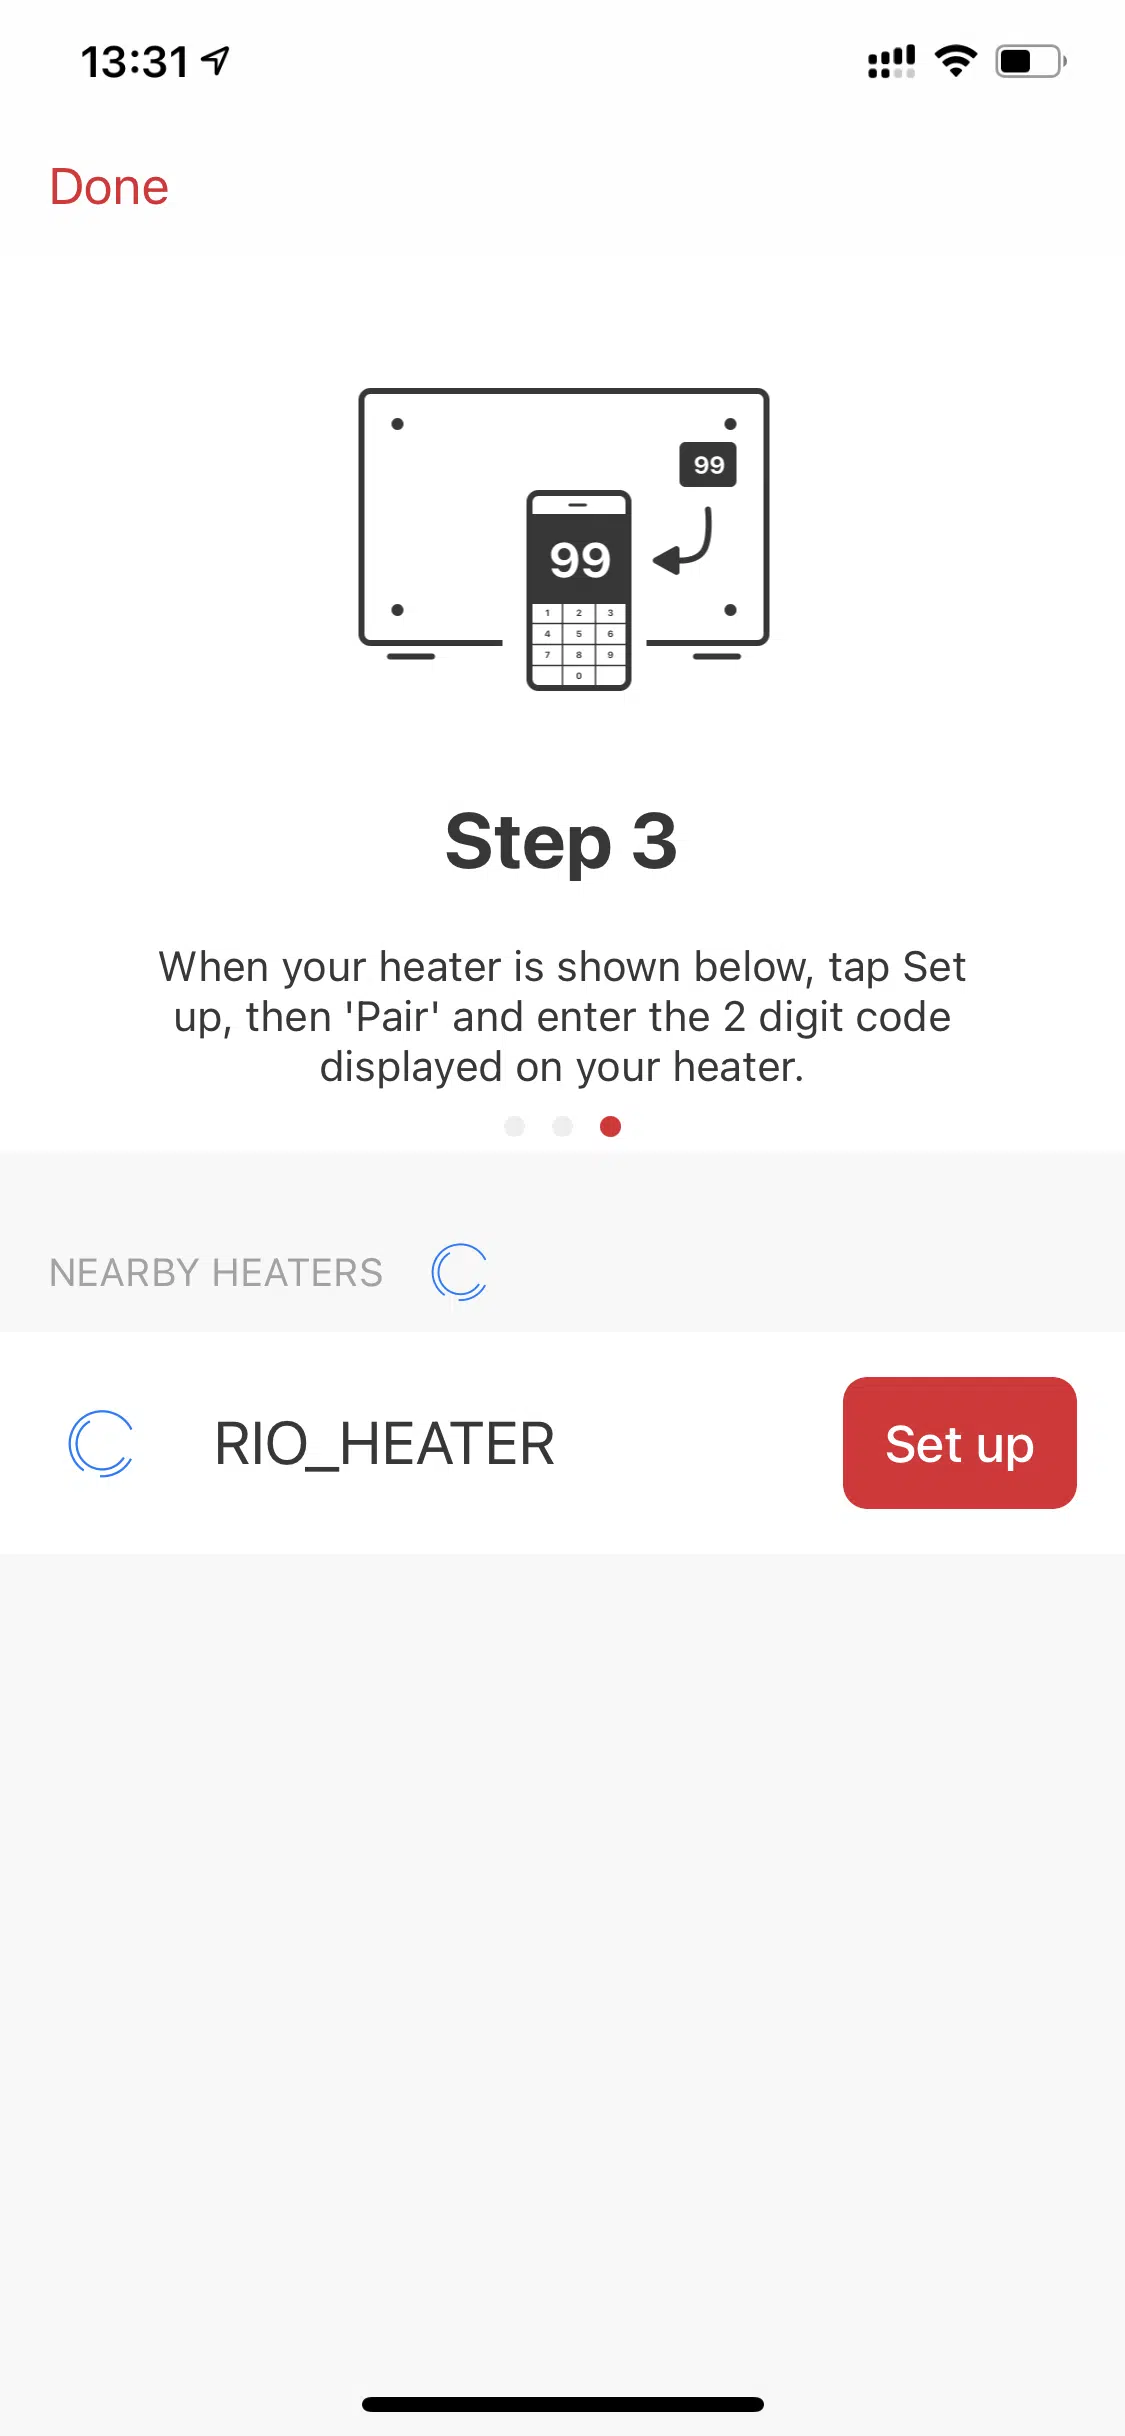 13:31
Done
99
99
1 2 3
4 5 6
7 8 9
0
Step 3
When your heater is shown below, tap Set
up, then 'Pair' and enter the 2 digit code
displayed on your heater.
NEARBY HEATERS
RIO_HEATER
Set up